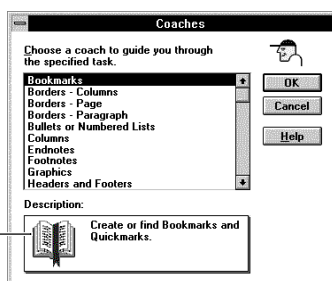 Coaches
Choose a coach to guide you through
the specified task.
Bookmarks
Borders - Columns
Borders - Page
Borders - Paragraph
Bullets or Numbered Lists
Columns
Endnotes
Footnotes
Graphics
Headers and Footers
OK
Cancel
Help
Description:
Create or find Bookmarks and
Quickmarks.